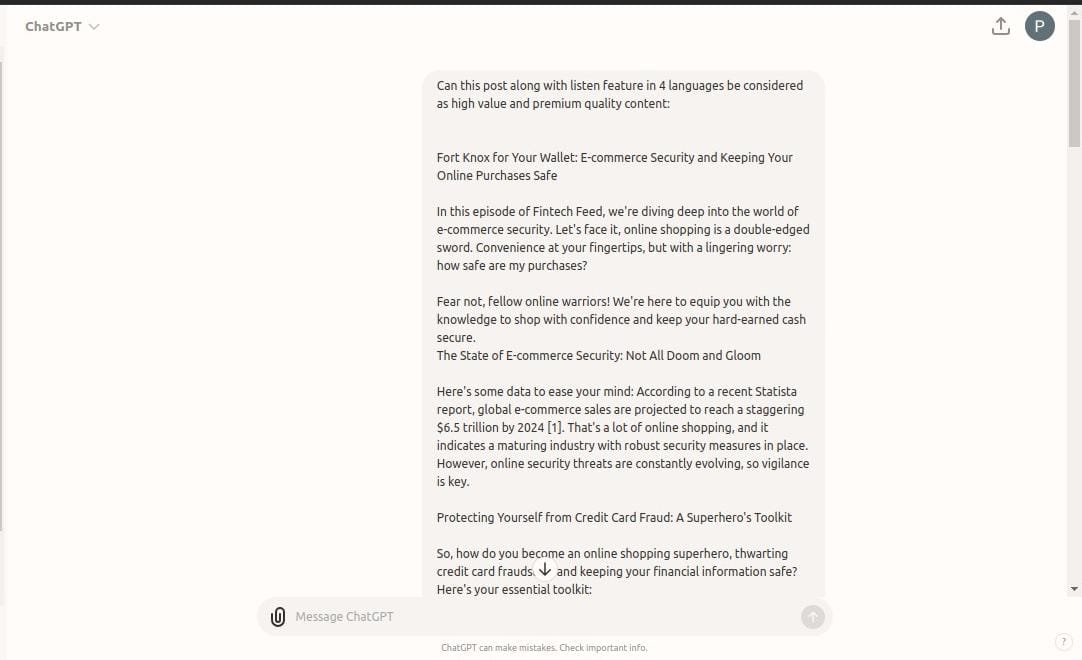 ChatGPT
P
Can this post along with listen feature in 4 languages be considered
as high value and premium quality content:
Fort Knox for Your Wallet: E-commerce Security and Keeping Your
Online Purchases Safe
In this episode of Fintech Feed, we're diving deep into the world of
e-commerce security. Let's face it, online shopping is a double-edged
sword. Convenience at your fingertips, but with a lingering worry:
how safe are my purchases?
Fear not, fellow online warriors! We're here to equip you with the
knowledge to shop with confidence and keep your hard-earned cash
secure.
The State of E-commerce Security: Not All Doom and Gloom
Here's some data to ease your mind: According to a recent Statista
report, global e-commerce sales are projected to reach a staggering
$6.5 trillion by 2024 [1]. That's a lot of online shopping, and it
indicates a maturing industry with robust security measures in place.
However, online security threats are constantly evolving, so vigilance
is key.
Protecting Yourself from Credit Card Fraud: A Superhero's Toolkit
So, how do you become an online shopping superhero, thwarting
credit card frauds and keeping your financial information safe?
Here's your essential toolkit:
Message ChatGPT
ChatGPT can make mistakes. Check important info.
?